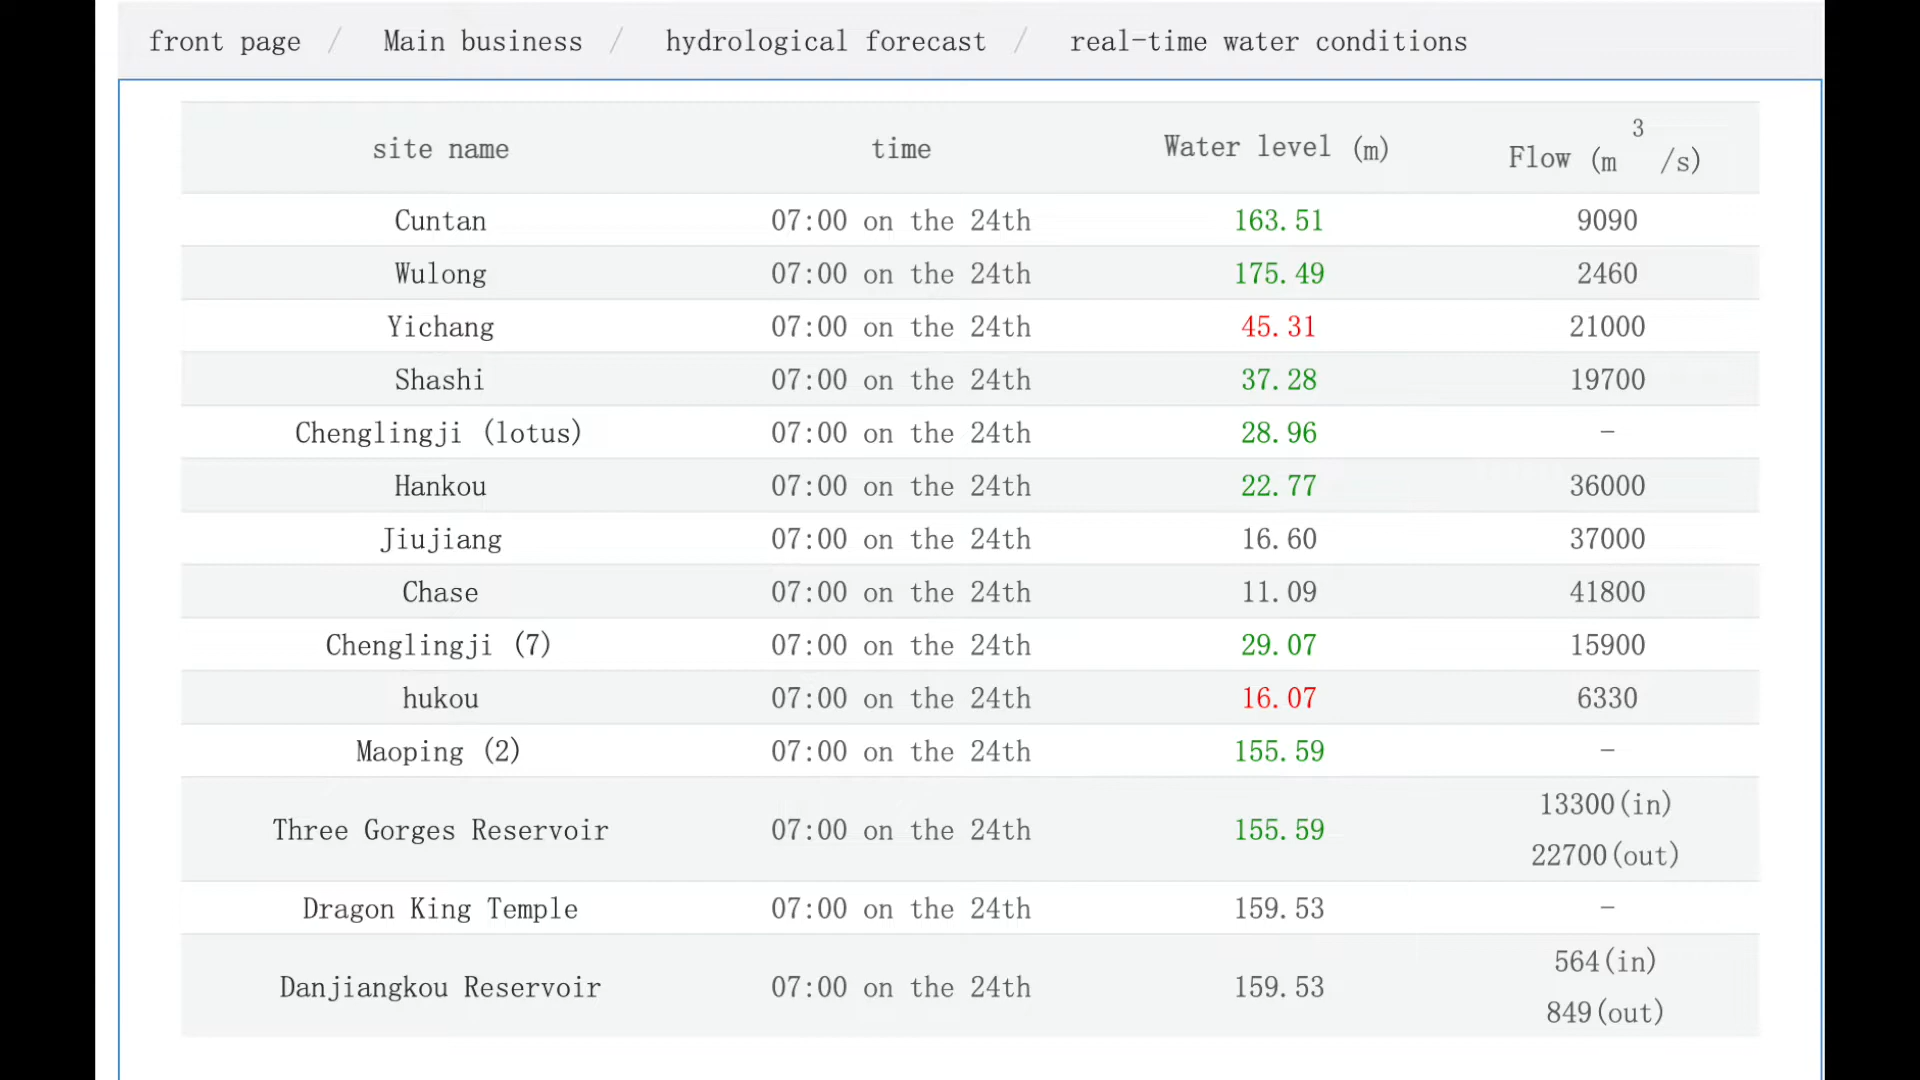 front page / Main business / hydrological forecast / real-time water conditions
site name time Water level (m) Flow (m³/s)
Cuntan 07:00 on the 24th 163.51 9090
Wulong 07:00 on the 24th 175.49 2460
Yichang 07:00 on the 24th 45.31 21000
Shashi 07:00 on the 24th 37.28 19700
Chenglingji (lotus) 07:00 on the 24th 28.96 -
Hankou 07:00 on the 24th 22.77 36000
Jiujiang 07:00 on the 24th 16.60 37000
Chase 07:00 on the 24th 11.09 41800
Chenglingji (7) 07:00 on the 24th 29.07 15900
hukou 07:00 on the 24th 16.07 6330
Maoping (2) 07:00 on the 24th 155.59 -
Three Gorges Reservoir 07:00 on the 24th 155.59 13300(in)
22700(out)
Dragon King Temple 07:00 on the 24th 159.53 -
Danjiangkou Reservoir 07:00 on the 24th 159.53 564(in)
849(out)